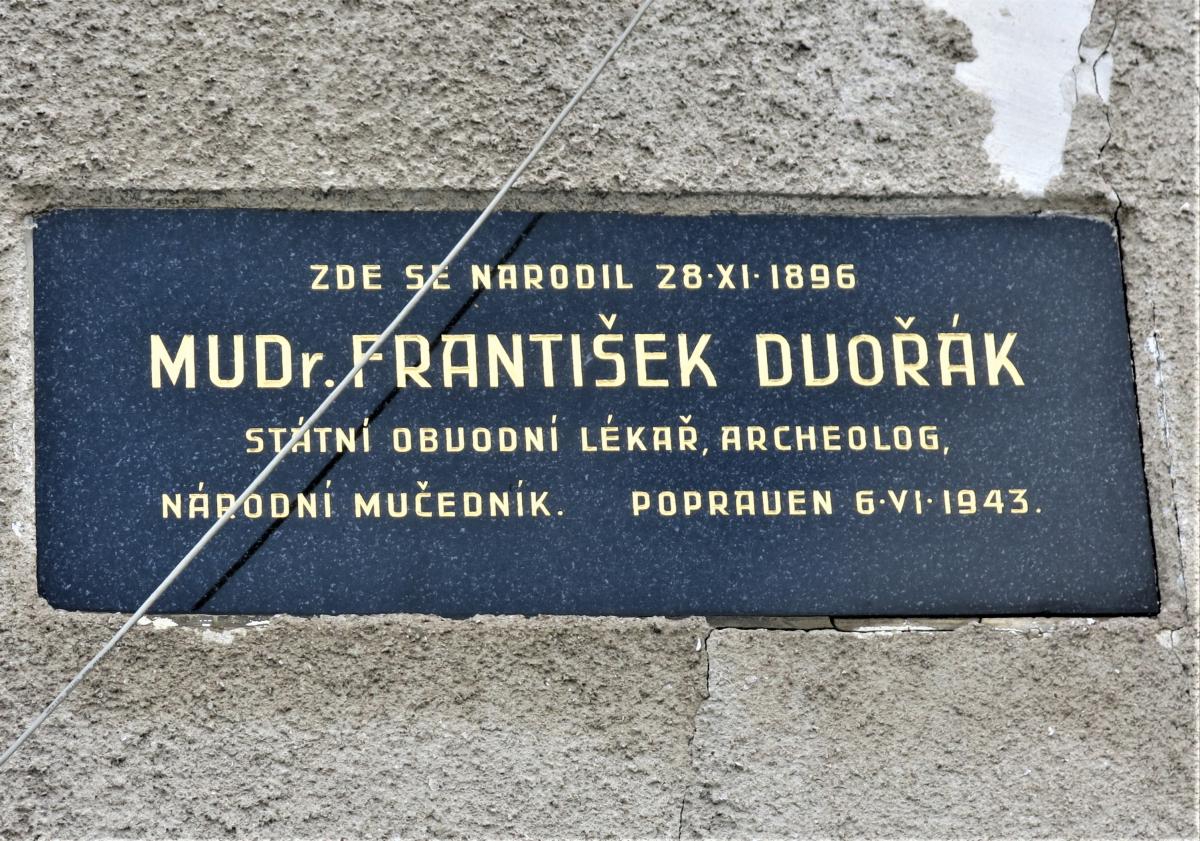 ZDE SE NARODIL 28·XI·1896
MUDr. FRANTIŠEK DVOŘÁK
STÁTNÍ OBVODNÍ LÉKAŘ, ARCHEOLOG,
NÁRODNÍ MUČEDNÍK. POPRAVEN 6·VI·1943.